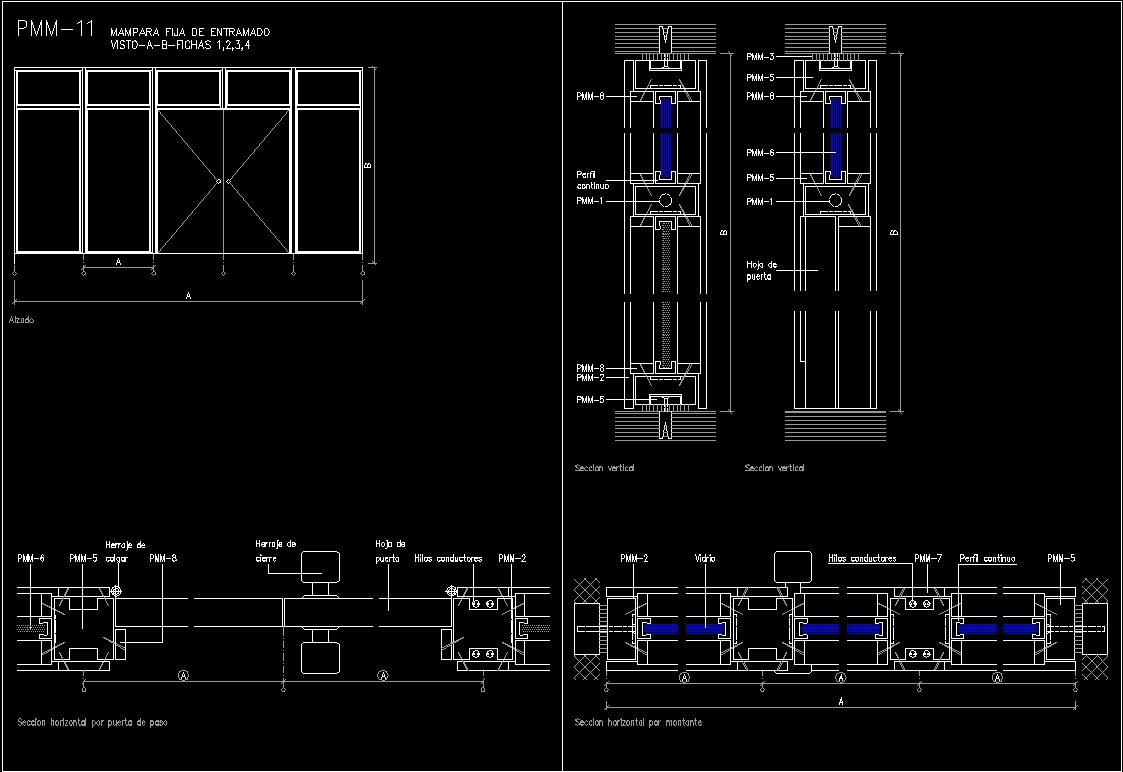 PMM-11
MAMPARA FIJA DE ENTRAMADO
VISTO-A-B-FICHAS 1,2,3,4
B
A
A
Alzado
PMM-8
Perfil
continuo
PMM-1
PMM-8
PMM-2
PMM-5
B
Seccion vertical
PMM-3
PMM-5
PMM-8
PMM-6
PMM-5
PMM-1
Hoja de
puerta
B
Seccion vertical
PMM-6
PMM-5
Herraje de
colgar
PMM-8
Herraje de
cierre
Hoja de
puerta
Hilos conductores
PMM-2
A
A
Seccion horizontal por puerta de paso
PMM-2
Vidrio
Hilos conductores
PMM-7
Perfil continuo
PMM-5
A
A
A
A
Seccion horizontal por montante